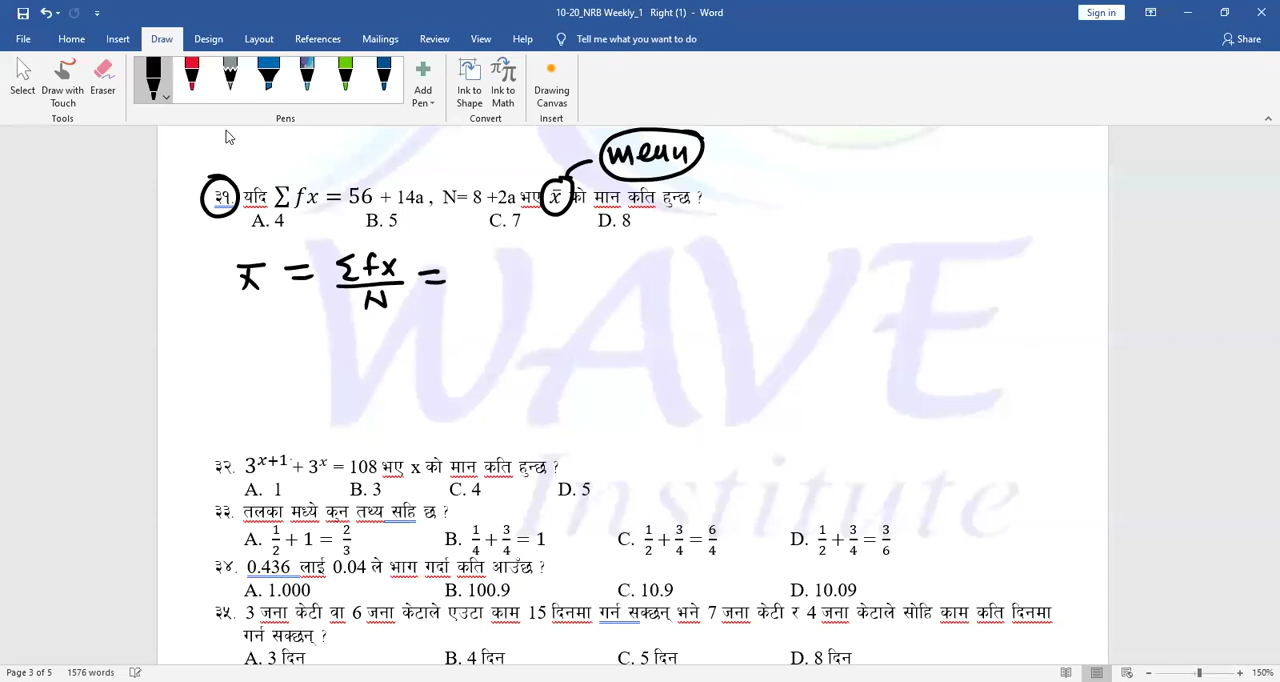 10-20_NRB Weekly_1 Right (1) - Word
Sign in
File Home Insert Draw Design Layout References Mailings Review View Help Tell me what you want to do Share
Select Draw with Touch Eraser Add Pen Ink to Shape Ink to Math Drawing Canvas
Tools Pens Convert Insert
menu
३१. यदि ∑ fx = 56 + 14a , N= 8 +2a भए x̄ को मान कति हुन्छ ?
A. 4 B. 5 C. 7 D. 8
x̄ = Σfx/N =
३२. 3^{x+1} + 3^x = 108 भए x को मान कति हुन्छ ?
A. 1 B. 3 C. 4 D. 5
३३. तलका मध्ये कुन तथ्य सहि छ ?
A. 1/2 + 1 = 2/3 B. 1/4 + 3/4 = 1 C. 1/2 + 3/4 = 6/4 D. 1/2 + 3/4 = 3/6
३४. 0.436 लाई 0.04 ले भाग गर्दा कति आउँछ ?
A. 1.000 B. 100.9 C. 10.9 D. 10.09
३५. 3 जना केटी वा 6 जना केटाले एउटा काम 15 दिनमा गर्न सक्छन् भने 7 जना केटी र 4 जना केटाले सोहि काम कति दिनमा
गर्न सक्छन् ?
A. 3 दिन B. 4 दिन C. 5 दिन D. 8 दिन
WAVE
Institute
Page 3 of 5 1576 words 150%